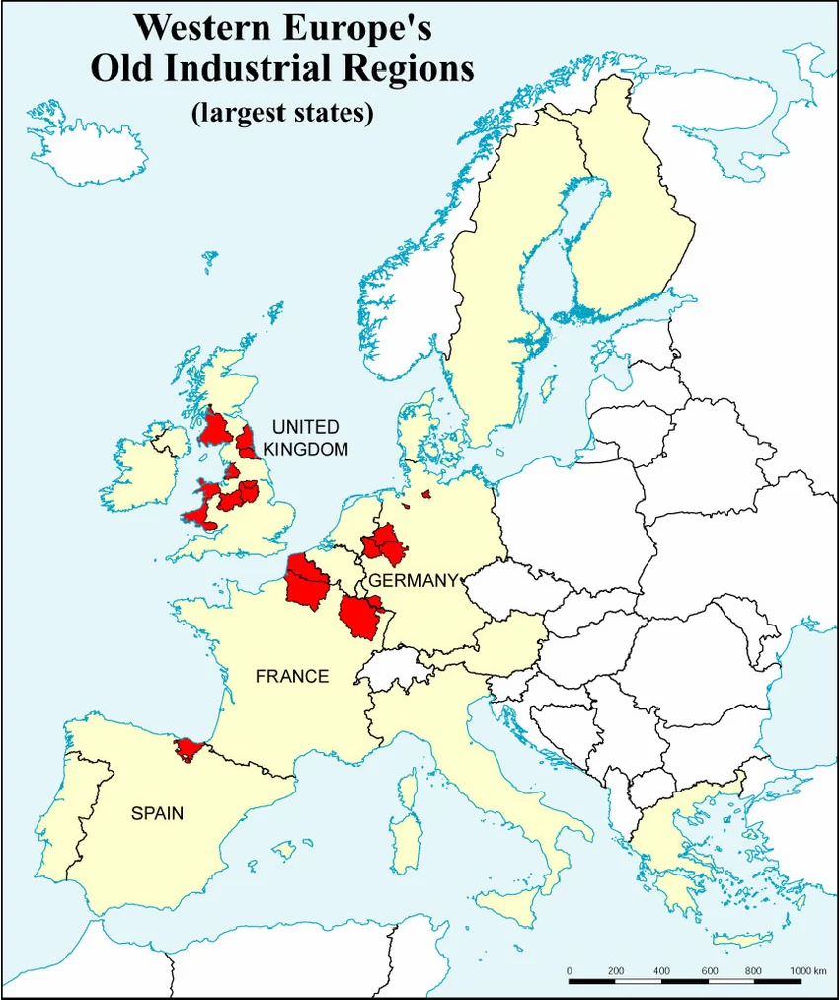 Western Europe's
Old Industrial Regions
(largest states)
UNITED
KINGDOM
GERMANY
FRANCE
SPAIN
0 200 400 600 800 1000 km